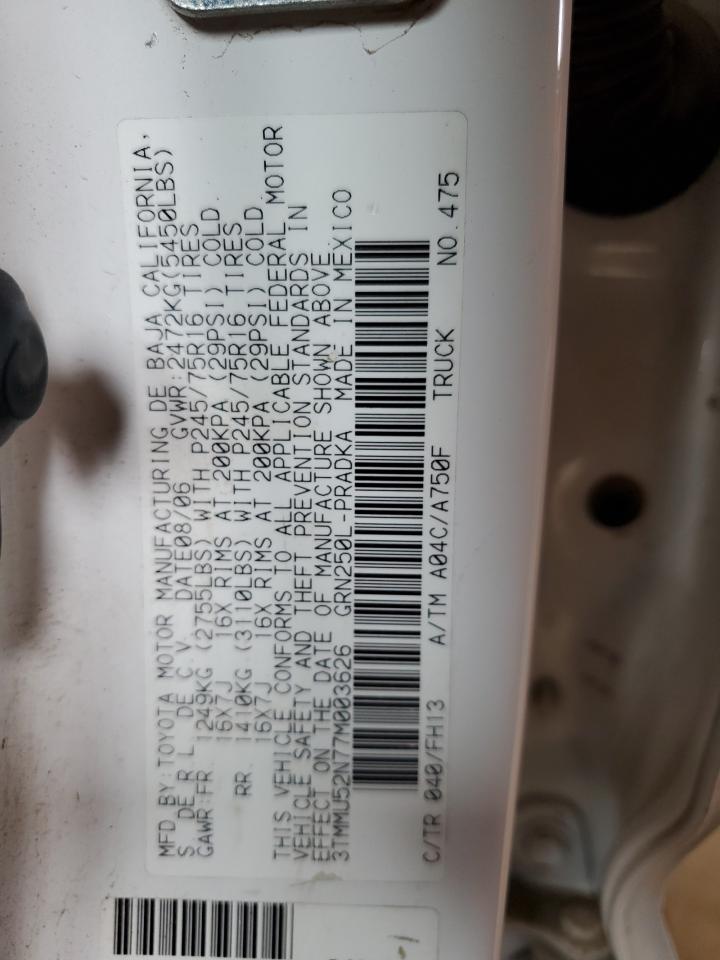 MFD BY:TOYOTA MOTOR MANUFACTURING DE BAJA CALIFORNIA,
S DE R L DE C.V. DATE08/06 GVWR:2472KG(5450LBS)
GAWR:FR. 1249KG (2755LBS) WITH P245/75R16 TIRES
16X7J 16X RIMS AT 200KPA (29PSI) COLD.
RR. 1410KG (3110LBS) WITH P245/75R16 TIRES
16X7J 16X RIMS AT 200KPA (29PSI) COLD.
THIS VEHICLE CONFORMS TO ALL APPLICABLE FEDERAL MOTOR
VEHICLE SAFETY AND THEFT PREVENTION STANDARDS IN
EFFECT ON THE DATE OF MANUFACTURE SHOWN ABOVE
3TMMU52N77M003626 GRN250L-PRADKA MADE IN MEXICO
C/TR 040/FH13 A/TM A04C/A750F TRUCK NO.475